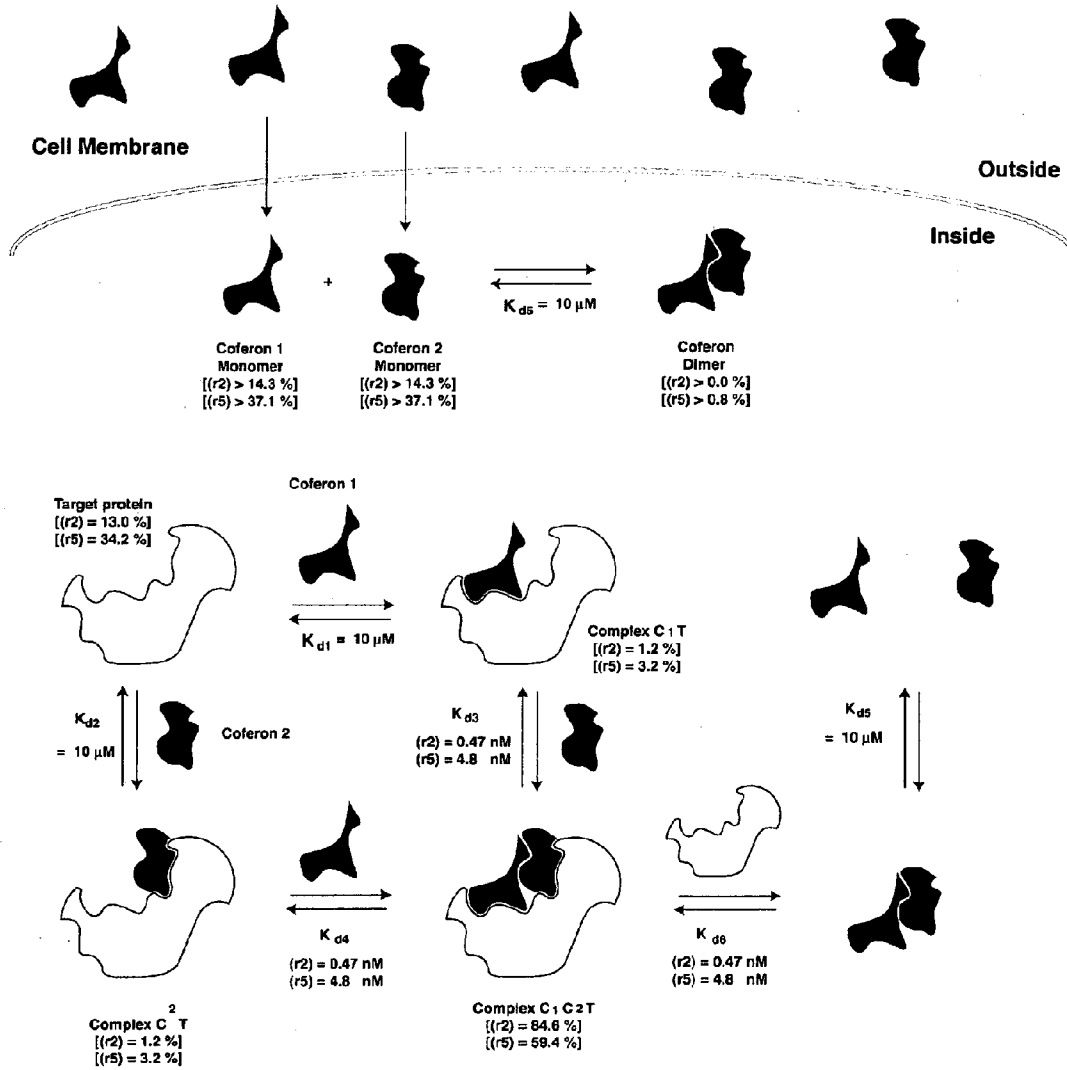 Cell Membrane
Outside
Inside
+
Kd5 = 10 µM
Coferon 1
Monomer
[(r2) > 14.3 %]
[(r5) > 37.1 %]
Coferon 2
Monomer
[(r2) > 14.3 %]
[(r5) > 37.1 %]
Coferon
Dimer
[(r2) > 0.0 %]
[(r5) > 0.8 %]
Target protein
[(r2) = 13.0 %]
[(r5) = 34.2 %]
Coferon 1
Kd1 = 10 µM
Complex C1T
[(r2) = 1.2 %]
[(r5) = 3.2 %]
Kd2
= 10 µM
Coferon 2
Kd3
(r2) = 0.47 nM
(r5) = 4.8 nM
Kd5
= 10 µM
Kd4
(r2) = 0.47 nM
(r5) = 4.8 nM
Kd6
(r2) = 0.47 nM
(r5) = 4.8 nM
Complex C2T
[(r2) = 1.2 %]
[(r5) = 3.2 %]
Complex C1C2T
[(r2) = 84.6 %]
[(r5) = 59.4 %]